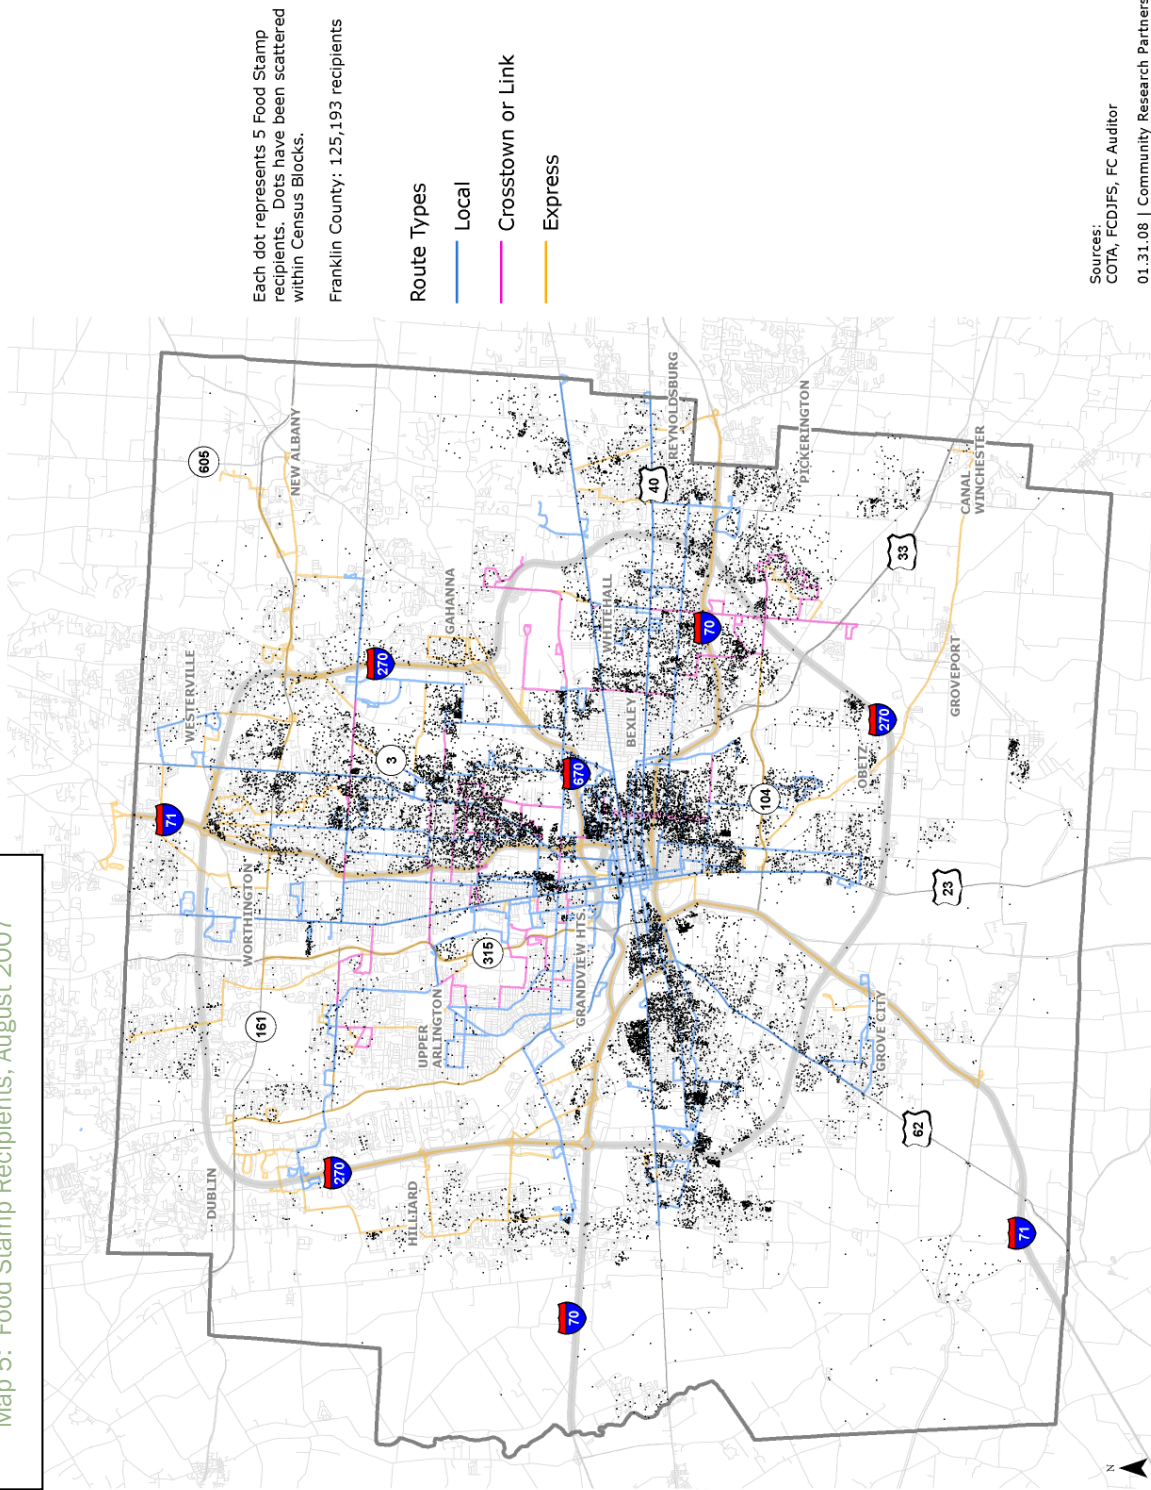 Map 5: Food Stamp Recipients, August 2007
Each dot represents 5 Food Stamp
recipients. Dots have been scattered
within Census Blocks.
Franklin County: 125,193 recipients
Route Types
Local
Crosstown or Link
Express
Sources:
COTA, FCDJFS, FC Auditor
01.31.08 | Community Research Partners
605
NEW ALBANY
WESTERVILLE
GAHANNA
270
71
3
WORTHINGTON
161
315
UPPER
ARLINGTON
DUBLIN
270
HILLIARD
GRANDVIEW HTS.
670
BEXLEY
WHITEHALL
REYNOLDSBURG
40
70
PICKERINGTON
CANAL
WINCHESTER
33
GROVEPORT
270
OBETZ
104
23
GROVE CITY
62
71
70
N